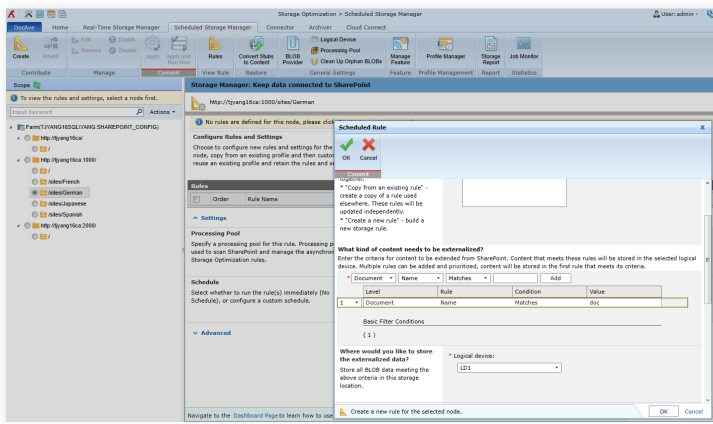 Storage Optimization > Scheduled Storage Manager
User: admin
DocAve Home Real-Time Storage Manager Scheduled Storage Manager Connector Archiver Cloud Connect
Edit Enable
Remove Disable
Logical Device
Processing Pool
Clean Up Orphan BLOBs
Create Inherit Apply Apply and Run Now Rules Convert Stubs to Content BLOB Provider Manage Feature Profile Manager Storage Report Job Monitor
Contribute Manage Commit View Rule Restore General Settings Feature Profile Management Report Statistics
Scope
To view the rules and settings, select a node first.
Input Keyword Actions
Farm(TJYANG16SQL\YANG:SHAREPOINT_CONFIG)
http://tjyang16ca/
/
http://tjyang16ca:1000/
/
/sites/French
/sites/German
/sites/Japanese
/sites/Spanish
http://tjyang16ca:2000/
/
Storage Manager: Keep data connected to SharePoint
http://tjyang16ca:1000/sites/German
No rules are defined for this node, please click
Configure Rules and Settings
Choose to configure new rules and settings for the
node, copy from an existing profile and then custo
reuse an existing profile and retain the rules and s
Rules
Order Rule Name
Settings
Processing Pool
Specify a processing pool for this rule. Processing p
used to scan SharePoint and manage the asynchron
Storage Optimization rules.
Schedule
Select whether to run the rule(s) immediately (No
Schedule), or configure a custom schedule.
Advanced
Navigate to the Dashboard Page to learn how to use
Scheduled Rule x
OK Cancel
Commit
together.
* "Copy from an existing rule" -
create a copy of a rule used
elsewhere. These rules will be
updated independently.
* "Create a new rule" - build a
new storage rule.
What kind of content needs to be externalized?
Enter the criteria for content to be extended from SharePoint. Content that meets these rules will be stored in the selected logical
device. Multiple rules can be added and prioritized, content will be stored in the first rule that meets its criteria.
* Document Name Matches Add
Level Rule Condition Value
1 Document Name Matches doc
Basic Filter Conditions
( 1 )
Where would you like to store
the externalized data?
Store all BLOB data meeting the
above criteria in this storage
location.
* Logical device:
LD1
Create a new rule for the selected node.
OK Cancel